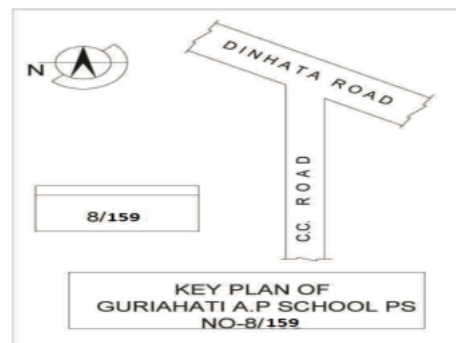 N
DINHATA ROAD
C.C. ROAD
8/159
KEY PLAN OF
GURIAHATI A.P SCHOOL PS
NO-8/159